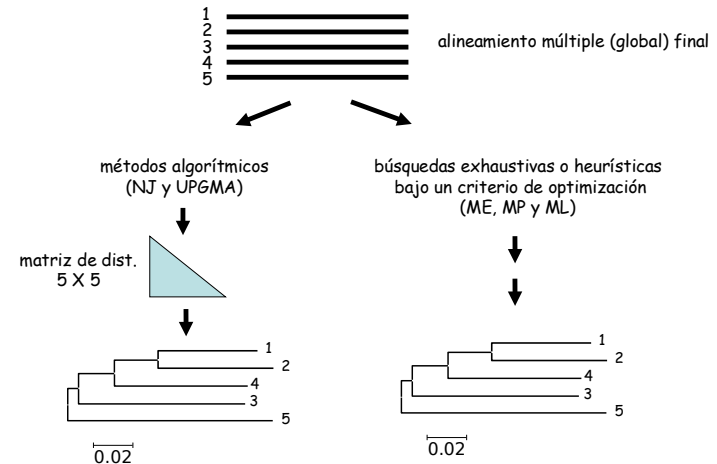 1
2
3
4
5
alineamiento múltiple (global) final
métodos algorítmicos
(NJ y UPGMA)
matriz de dist.
5 X 5
1
2
4
3
5
0.02
búsquedas exhaustivas o heurísticas
bajo un criterio de optimización
(ME, MP y ML)
1
2
4
3
5
0.02